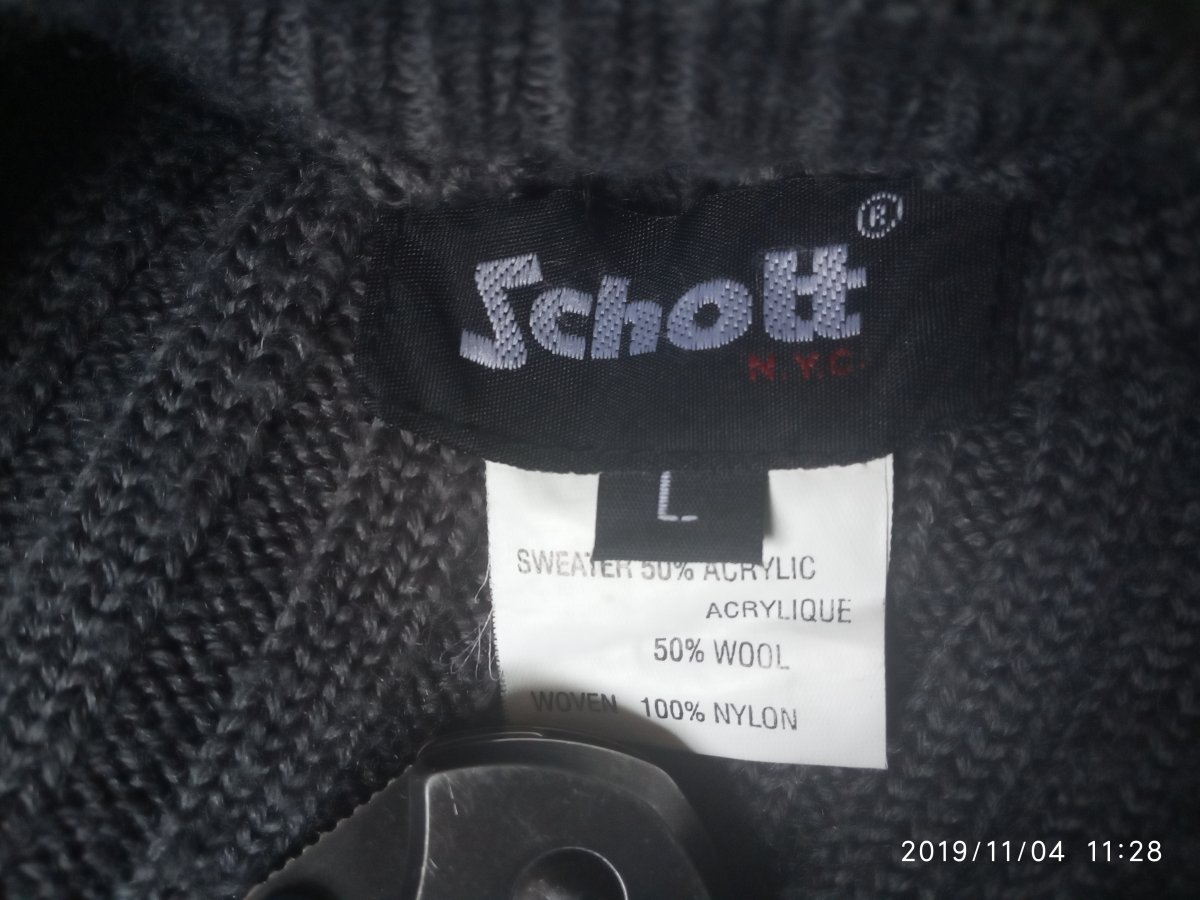 Schott®
N.Y.C.
L
SWEATER 50% ACRYLIC
ACRYLIQUE
50% WOOL
WOVEN 100% NYLON
2019/11/04 11:28